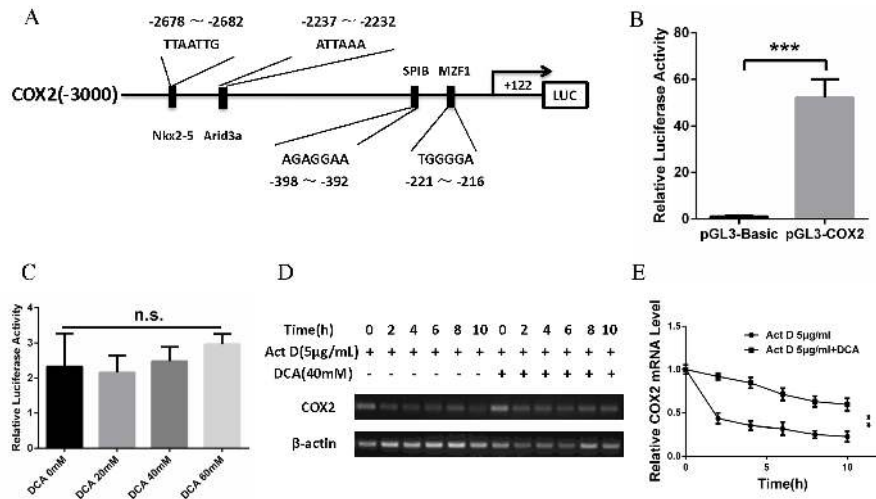 A
-2678 ~ -2682
-2237 ~ -2232
TTAATTG
ATTAAA
SPIB
MZF1
+122
COX2(-3000)
LUC
Nkx2-5
Arid3a
AGAGGAA
TGGGGA
-398 ~ -392
-221 ~ -216
B
***
Relative Luciferase Activity
80
60
40
20
0
pGL3-Basic
pGL3-COX2
C
n.s.
Relative Luciferase Activity
4
3
2
1
0
DCA 0mM
DCA 20mM
DCA 40mM
DCA 60mM
D
Time(h) 0 2 4 6 8 10 0 2 4 6 8 10
Act D(5μg/mL) + + + + + + + + + + + +
DCA(40mM) - - - - - - + + + + + +
COX2
β-actin
E
Relative COX2 mRNA Level
1.5
1.0
0.5
0.0
Act D 5μg/ml
Act D 5μg/ml+DCA
**
0 5 10
Time(h)